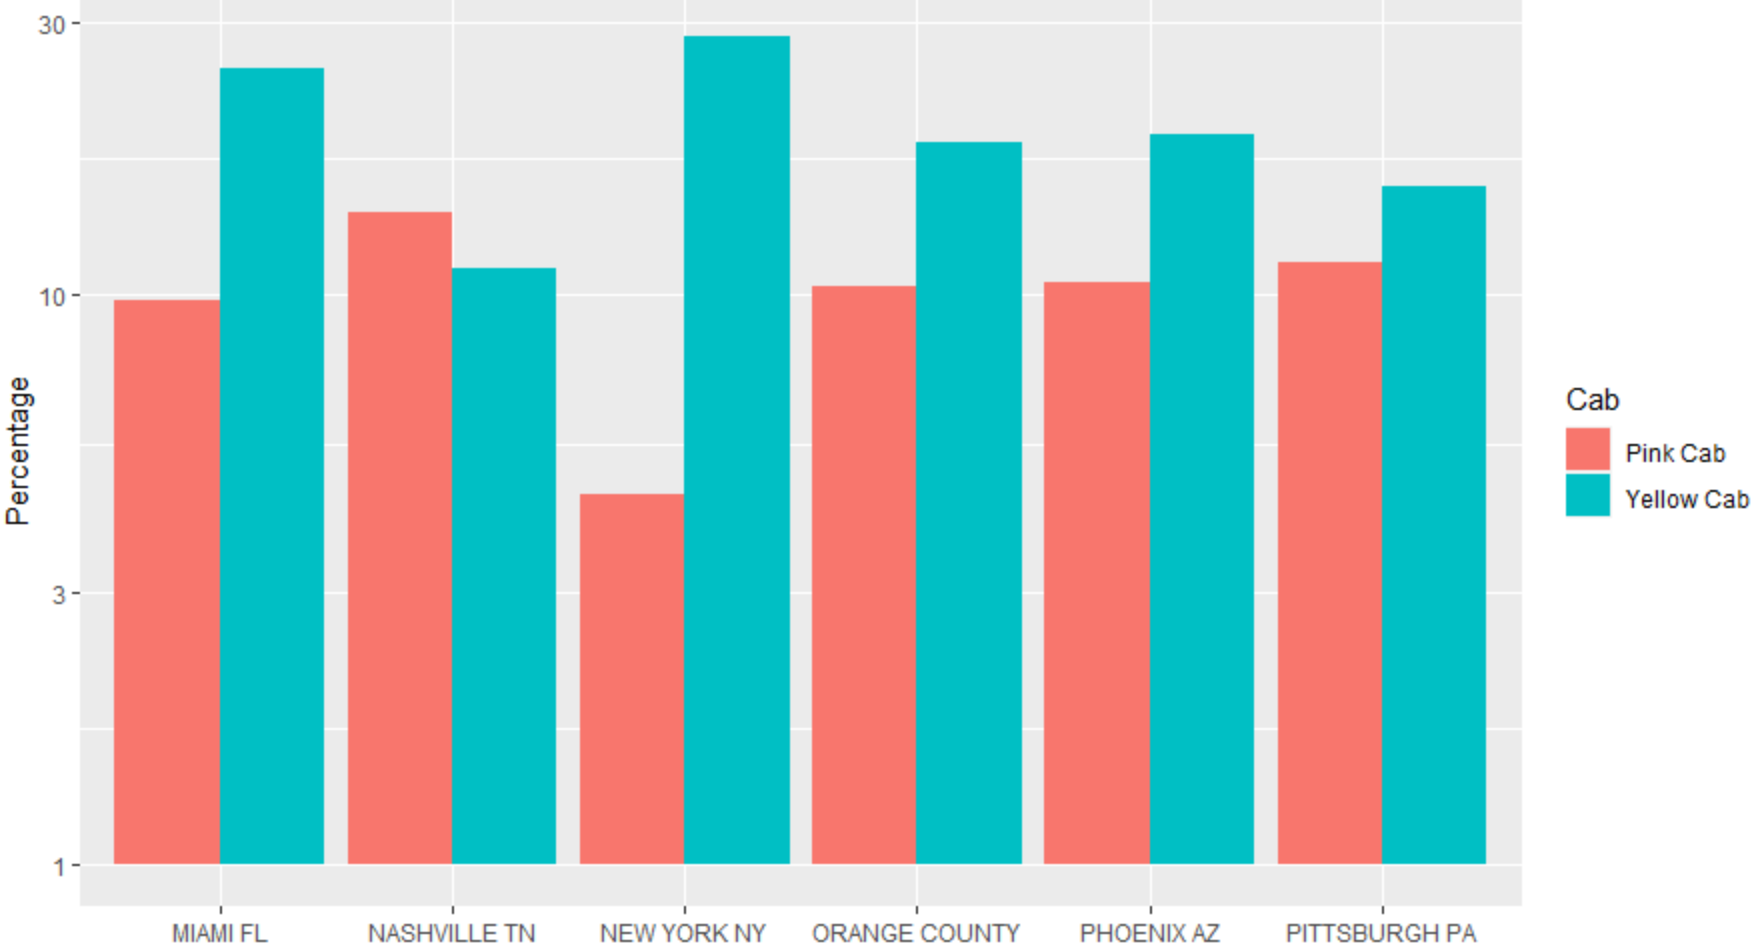 30
10
3
1
Percentage
MIAMI FL
NASHVILLE TN
NEW YORK NY
ORANGE COUNTY
PHOENIX AZ
PITTSBURGH PA
Cab
Pink Cab
Yellow Cab